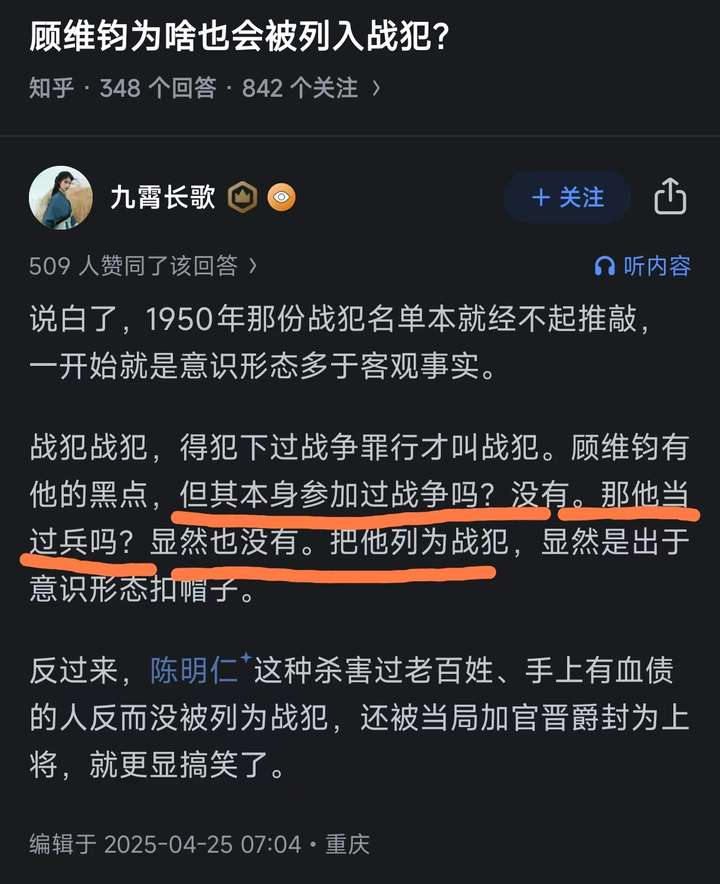 顾维钧为啥也会被列入战犯?
知乎 · 348 个回答 · 842 个关注 >
九霄长歌
+ 关注
509 人赞同了该回答 >
听内容
说白了，1950年那份战犯名单本就经不起推敲，
一开始就是意识形态多于客观事实。
战犯战犯，得犯下过战争罪行才叫战犯。顾维钧有
他的黑点，但其本身参加过战争吗？没有。那他当
过兵吗？显然也没有。把他列为战犯，显然是出于
意识形态扣帽子。
反过来，陈明仁这种杀害过老百姓、手上有血债
的人反而没被列为战犯，还被当局加官晋爵封为上
将，就更显搞笑了。
编辑于 2025-04-25 07:04 · 重庆